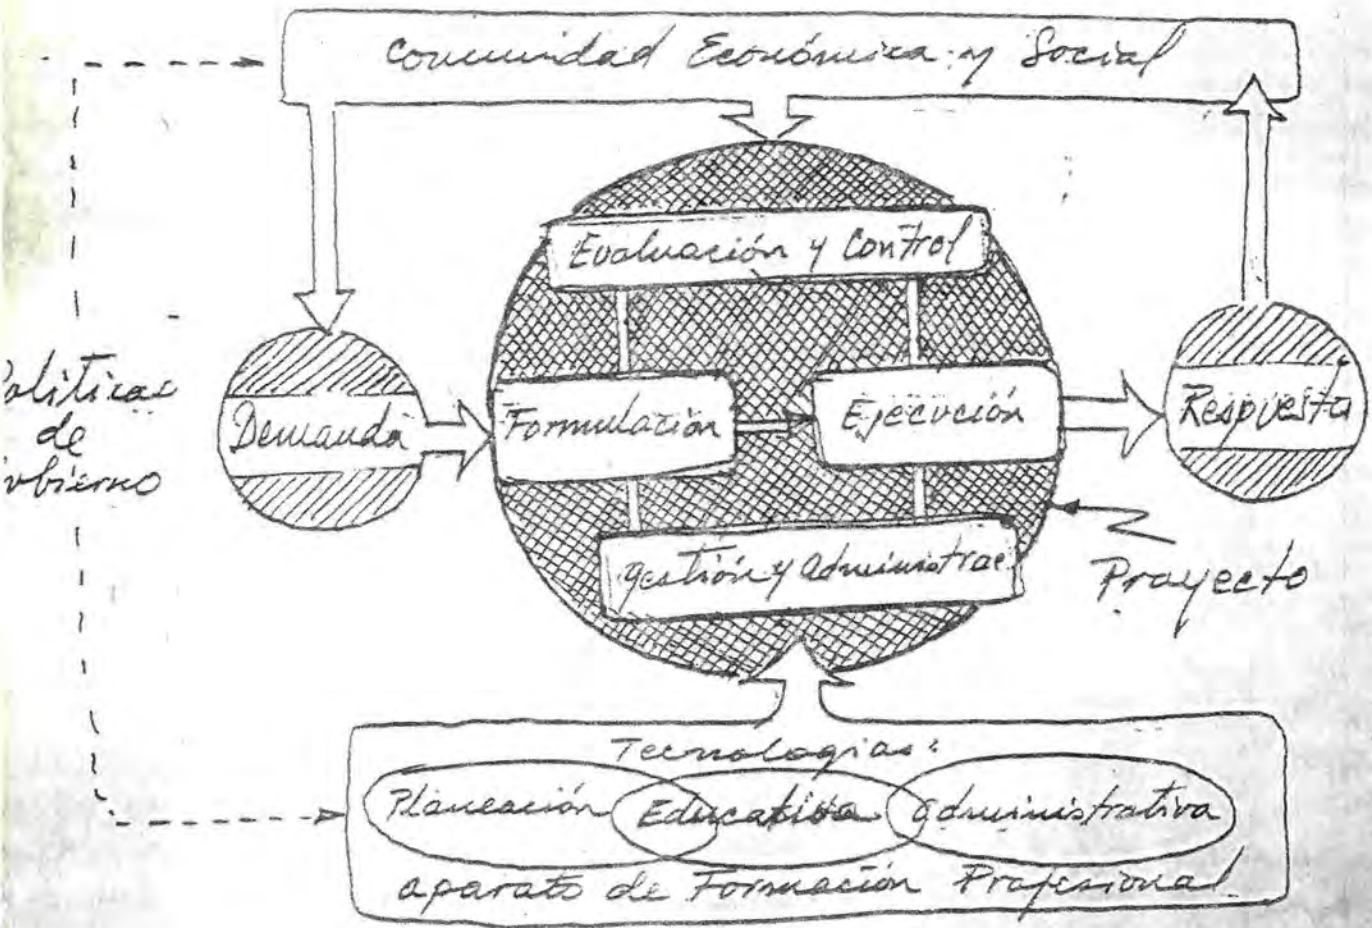 Comunidad Económica y Social
Evaluación y Control
Políticas
de
Gobierno
Demanda
Formulación
Ejecución
Respuesta
gestión y administrac
Proyecto
Tecnologías:
Planeación
Educativa
administrativa
aparato de Formación Profesional